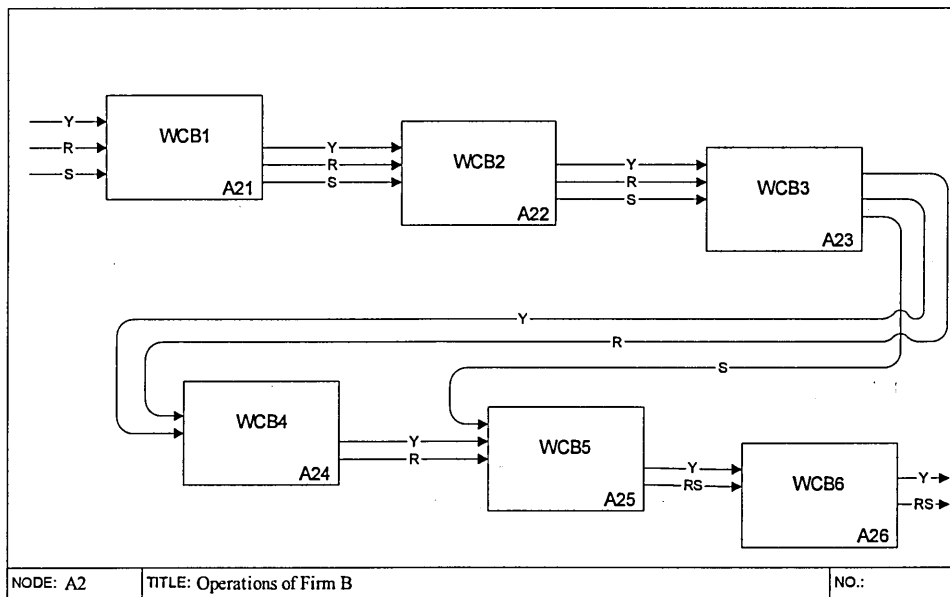 WCB1
A21
Y
R
S
Y
R
S
WCB2
A22
Y
R
S
WCB3
A23
Y
R
S
WCB4
A24
Y
R
WCB5
A25
Y
RS
WCB6
A26
Y
RS
NODE: A2 TITLE: Operations of Firm B NO.: